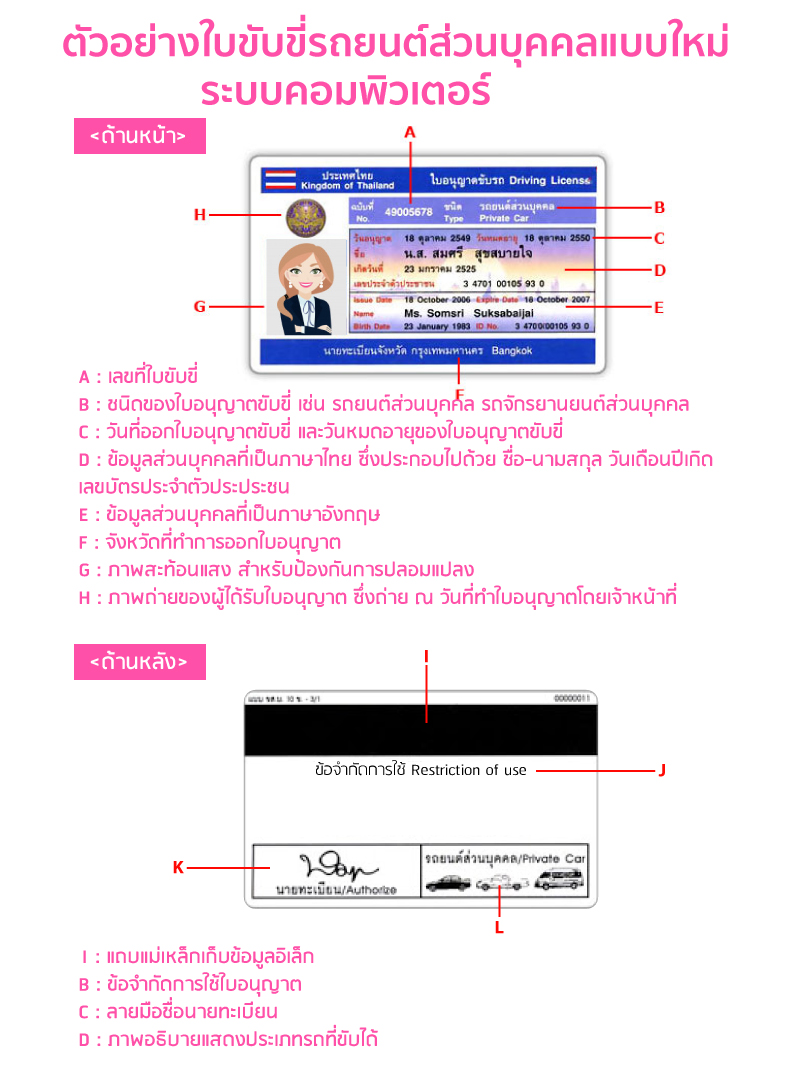 ตัวอย่างใบขับขี่รถยนต์ส่วนบุคคลแบบใหม่
ระบบคอมพิวเตอร์
<ด้านหน้า>
A
ประเทศไทย
Kingdom of Thailand
ใบอนุญาตขับรถ Driving License
ฉบับที่ No. 49005678 ชนิด Type รถยนต์ส่วนบุคคล Private Car
B
H
วันอนุญาต 18 ตุลาคม 2549 วันหมดอายุ 18 ตุลาคม 2550
C
ชื่อ น.ส. สมศรี สุขสบายใจ
เกิดวันที่ 23 มกราคม 2525
D
เลขประจำตัวประชาชน 3 4701 00105 93 0
Issue Date 18 October 2006 Expire Date 18 October 2007
E
G
Name Ms. Somsri Suksabaijai
Birth Date 23 January 1983 ID No. 3 4700 00105 93 0
นายทะเบียนจังหวัด กรุงเทพมหานคร Bangkok
F
A : เลขที่ใบขับขี่
B : ชนิดของใบอนุญาตขับขี่ เช่น รถยนต์ส่วนบุคคล รถจักรยานยนต์ส่วนบุคคล
C : วันที่ออกใบอนุญาตขับขี่ และวันหมดอายุของใบอนุญาตขับขี่
D : ข้อมูลส่วนบุคคลที่เป็นภาษาไทย ซึ่งประกอบไปด้วย ชื่อ-นามสกุล วันเดือนปีเกิด
เลขบัตรประจำตัวประประชน
E : ข้อมูลส่วนบุคคลที่เป็นภาษาอังกฤษ
F : จังหวัดที่ทำการออกใบอนุญาต
G : ภาพสะท้อนแสง สำหรับป้องกันการปลอมแปลง
H : ภาพถ่ายของผู้ได้รับใบอนุญาต ซึ่งถ่าย ณ วันที่ทำใบอนุญาตโดยเจ้าหน้าที่
<ด้านหลัง>
I
แบบ ขส.บ. 10 ข. - 3/1
00000011
ข้อจำกัดการใช้ Restriction of use
J
รถยนต์ส่วนบุคคล/Private Car
K
นายทะเบียน/Authorize
L
I : แถบแม่เหล็กเก็บข้อมูลอิเล็ก
B : ข้อจำกัดการใช้ใบอนุญาต
C : ลายมือชื่อนายทะเบียน
D : ภาพอธิบายแสดงประเภทรถที่ขับได้